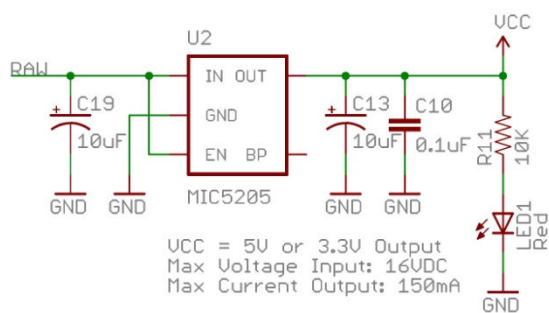 U2
VCC
RAW
IN OUT
GND
EN BP
MIC5205
+
C19
10uF
GND
GND
+
C13
10uF
GND
C10
0.1uF
GND
R11
10K
LED1
Red
GND
VCC = 5V or 3.3V Output
Max Voltage Input: 16VDC
Max Current Output: 150mA